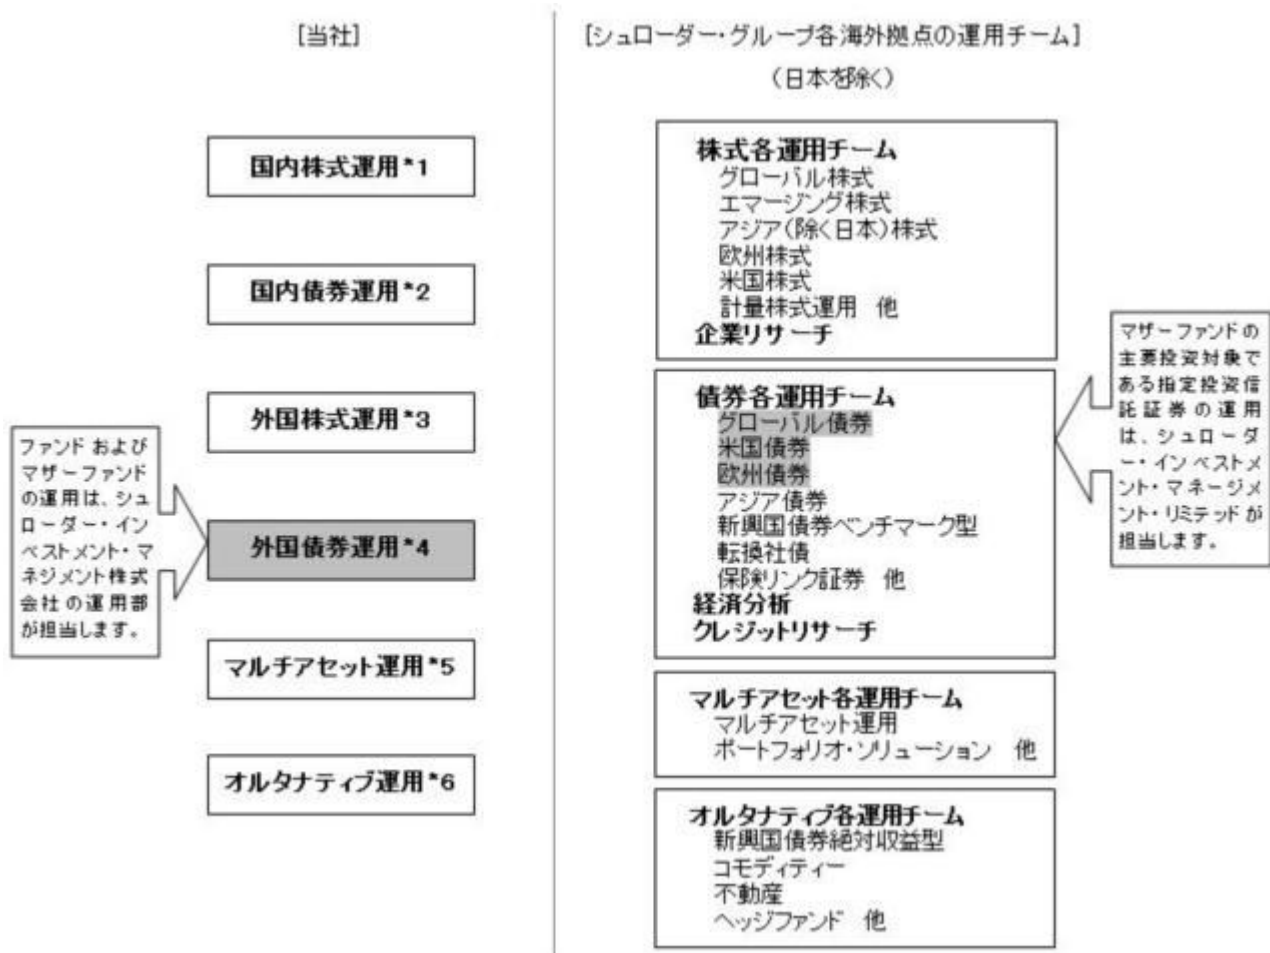 [当社]
国内株式運用*1
国内債券運用*2
外国株式運用*3
外国債券運用*4
マルチアセット運用*5
オルタナティブ運用*6
ファンドおよび
マザーファンド
の運用は、シュ
ローダー・イン
ベストメント・マ
ネジメント株式
会社の運用部
が担当します。
[シュローダー・グループ各海外拠点の運用チーム]
(日本を除く)
株式各運用チーム
グローバル株式
エマージング株式
アジア(除く日本)株式
欧州株式
米国株式
計量株式運用 他
企業リサーチ
債券各運用チーム
グローバル債券
米国債券
欧州債券
アジア債券
新興国債券ベンチマーク型
転換社債
保険リンク証券 他
経済分析
クレジットリサーチ
マルチアセット各運用チーム
マルチアセット運用
ポートフォリオ・ソリューション 他
オルタナティブ各運用チーム
新興国債券絶対収益型
コモディティー
不動産
ヘッジファンド 他
マザーファンドの
主要投資対象で
ある指定投資信
託証券の運用
は、シュローダ
ー・インベストメ
ント・マネージメ
ント・リミテッドが
担当します。